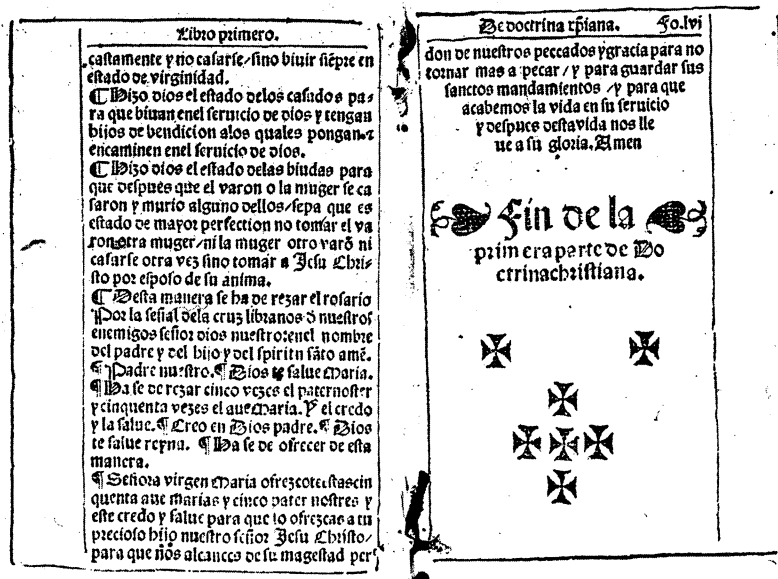 Libro primero.
castamente y no casarse/sino biuir siẽpre en
estado de virginidad.
¶ Hizo dios el estado delos casados pa-
ra que biuan enel seruicio de dios y tengan
hijos de bendicion alos quales pongan ⁊
encaminen enel seruicio de dios.
¶ Hizo dios el estado delas biudas para
que despues que el varon o la muger se ca
saron y murio alguno dellos/sepa que es
estado de mayor perfection no tomar el va
ron otra muger/ni la muger otro varõ ni
casarse otra vez sino tomar a Jesu Chri-
sto por esposo de su anima.
¶ Desta manera se ha de rezar el rosario
Por la señal dela cruz libranos d̃ nuestros
enemigos señor dios nuestro:enel nombre
del padre y del hijo y del spiritu sãto amẽ.
¶ Padre nuestro. ¶ Dios te salue Maria.
¶ Ha se de rezar cinco vezes el paternoster
y cinquenta vezes el aueMaria. Y el credo
y la salue. ¶ Creo en Dios padre. ¶ Dios
te salue reyna. ¶ Ha se de ofrecer de esta
manera.
¶ Señora virgen Maria ofrezcote estas cin
quenta aue marias y cinco pater nostres y
este credo y salue para que lo ofrezcas a tu
precioso hijo nuestro señor Jesu Christo/
para que nos alcances de su magestad per
De doctrina xp̃iana. Fo.lvi
don de nuestros peccados y gracia para no
tornar mas a pecar/y para guardar sus
sanctos mandamientos/y para que
acabemos la vida en su seruicio
y despues desta vida nos lle
ue a su gloria. Amen
Fin de la
primera parte de Do
ctrina christiana.